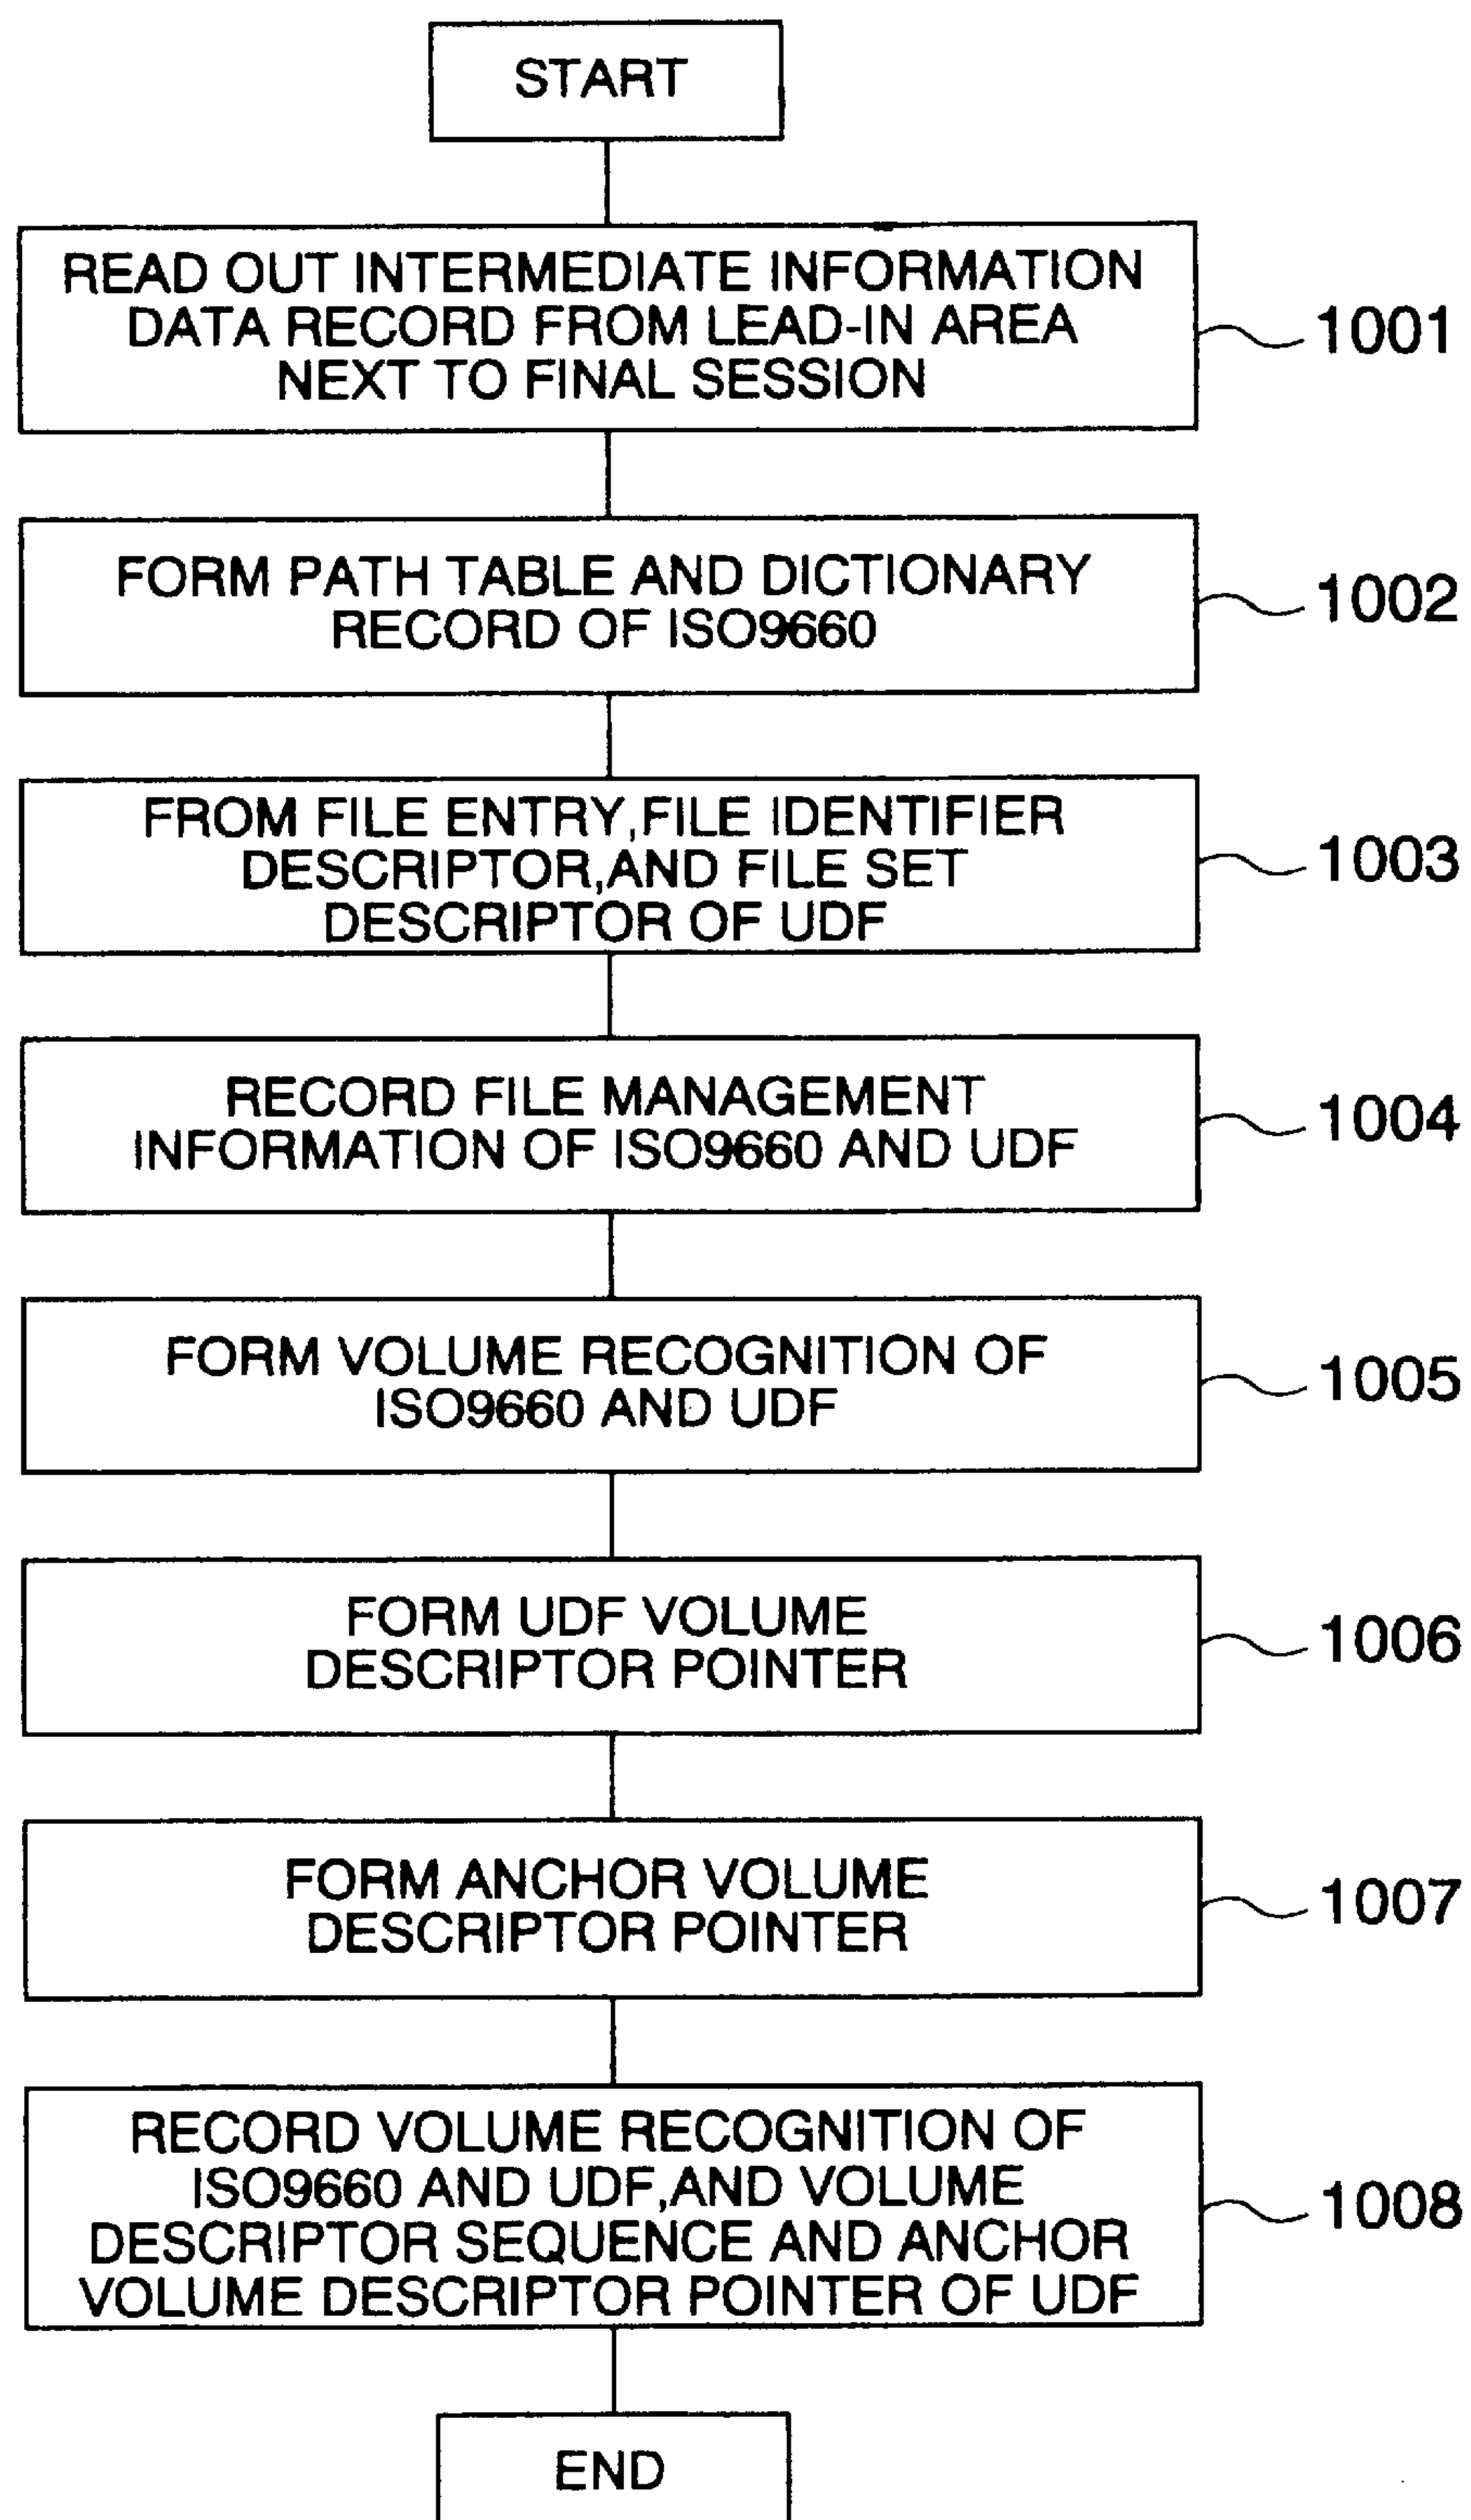 START
READ OUT INTERMEDIATE INFORMATION
DATA RECORD FROM LEAD-IN AREA
NEXT TO FINAL SESSION
1001
FORM PATH TABLE AND DICTIONARY
RECORD OF ISO9660
1002
FROM FILE ENTRY,FILE IDENTIFIER
DESCRIPTOR,AND FILE SET
DESCRIPTOR OF UDF
1003
RECORD FILE MANAGEMENT
INFORMATION OF ISO9660 AND UDF
1004
FORM VOLUME RECOGNITION OF
ISO9660 AND UDF
1005
FORM UDF VOLUME
DESCRIPTOR POINTER
1006
FORM ANCHOR VOLUME
DESCRIPTOR POINTER
1007
RECORD VOLUME RECOGNITION OF
ISO9660 AND UDF,AND VOLUME
DESCRIPTOR SEQUENCE AND ANCHOR
VOLUME DESCRIPTOR POINTER OF UDF
1008
END